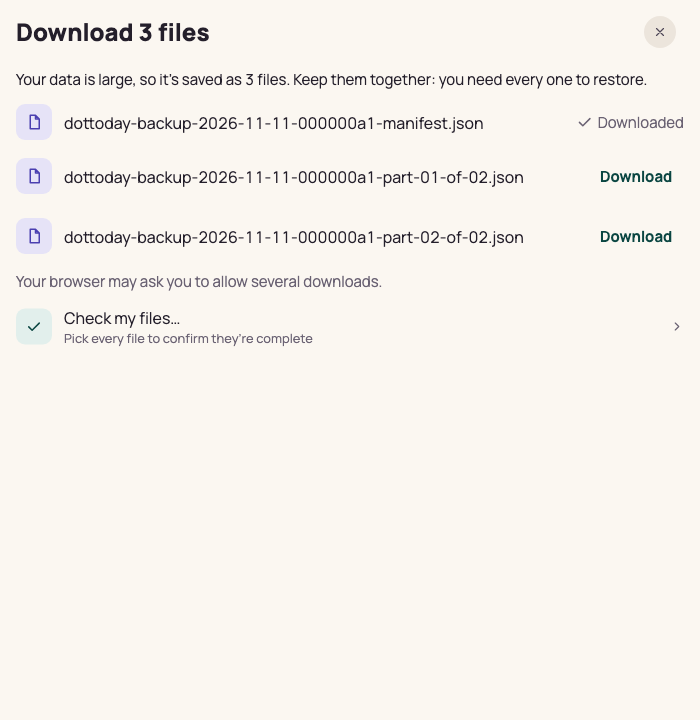 Download 3 files
Your data is large, so it's saved as 3 files. Keep them together: you need every one to restore.
dottoday-backup-2026-11-11-000000a1-manifest.json
Downloaded
dottoday-backup-2026-11-11-000000a1-part-01-of-02.json
Download
dottoday-backup-2026-11-11-000000a1-part-02-of-02.json
Download
Your browser may ask you to allow several downloads.
Check my files…
Pick every file to confirm they're complete